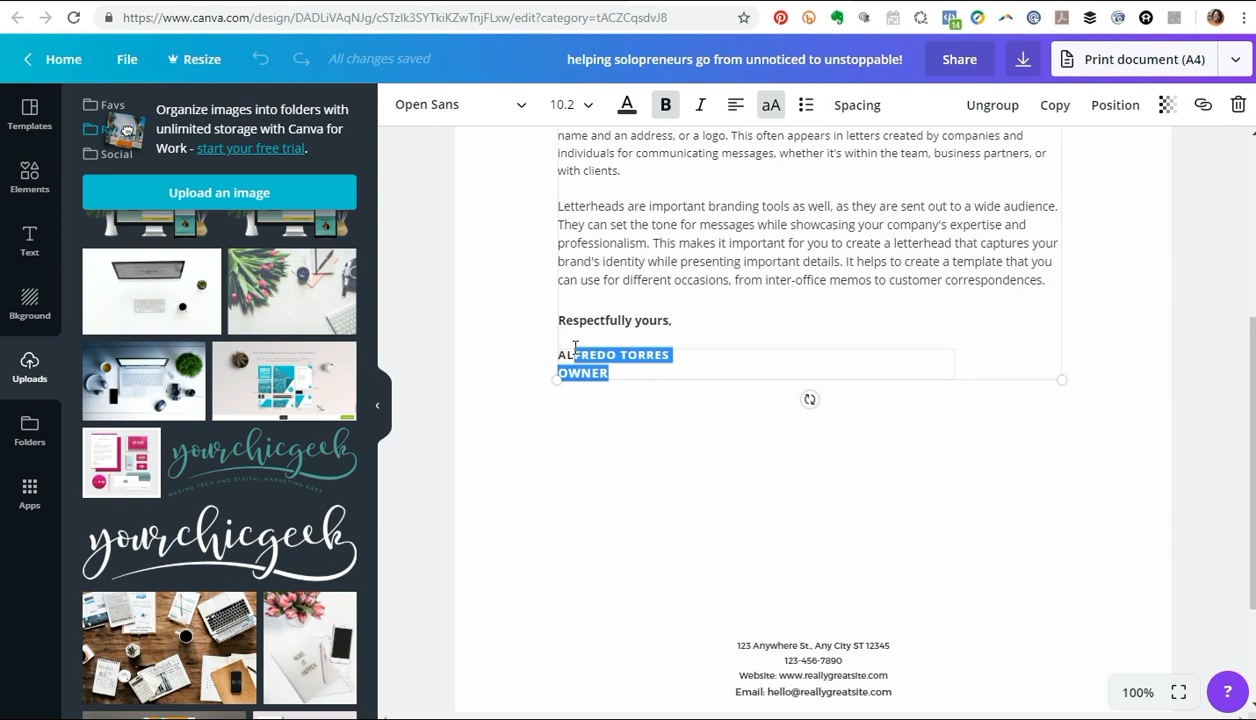 https://www.canva.com/design/DADLiVAqNJg/cSTzlk3SYTkiKZwTnjFLxw/edit?category=tACZCqsdvJ8
14
Home
File
Resize
All changes saved
helping solopreneurs go from unnoticed to unstoppable!
Share
Print document (A4)
Templates
Elements
Text
Bkground
Uploads
Folders
Apps
Favs
Social
Organize images into folders with
unlimited storage with Canva for
Work - start your free trial.
Upload an image
yourchicgeek
MAKING TECH AND DIGITAL MARKETING EASY
yourchicgeek
Open Sans
10.2
A
B
I
aA
Spacing
Ungroup
Copy
Position
name and an address, or a logo. This often appears in letters created by companies and
individuals for communicating messages, whether it's within the team, business partners, or
with clients.
Letterheads are important branding tools as well, as they are sent out to a wide audience.
They can set the tone for messages while showcasing your company's expertise and
professionalism. This makes it important for you to create a letterhead that captures your
brand's identity while presenting important details. It helps to create a template that you
can use for different occasions, from inter-office memos to customer correspondences.
Respectfully yours,
ALFREDO TORRES
OWNER
123 Anywhere St., Any City ST 12345
123-456-7890
Website: www.reallygreatsite.com
Email: hello@reallygreatsite.com
100%
?